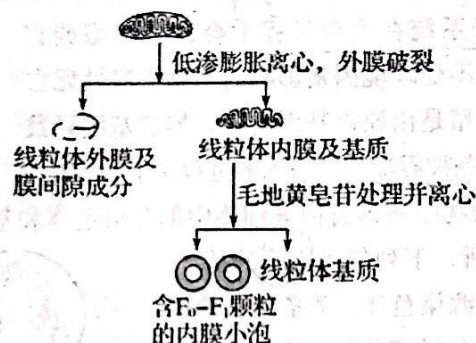 低渗膨胀离心，外膜破裂
线粒体外膜及
膜间隙成分
线粒体内膜及基质
毛地黄皂苷处理并离心
线粒体基质
含F₀-F₁颗粒
的内膜小泡